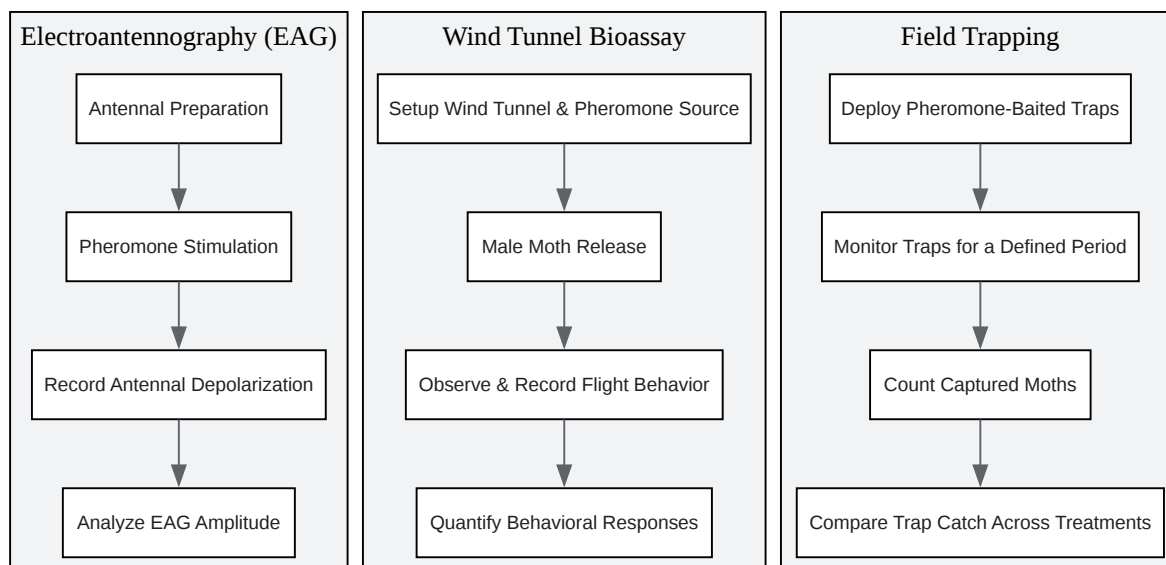 Electroantennography (EAG)
Antennal Preparation
Pheromone Stimulation
Record Antennal Depolarization
Analyze EAG Amplitude
Wind Tunnel Bioassay
Setup Wind Tunnel & Pheromone Source
Male Moth Release
Observe & Record Flight Behavior
Quantify Behavioral Responses
Field Trapping
Deploy Pheromone-Baited Traps
Monitor Traps for a Defined Period
Count Captured Moths
Compare Trap Catch Across Treatments